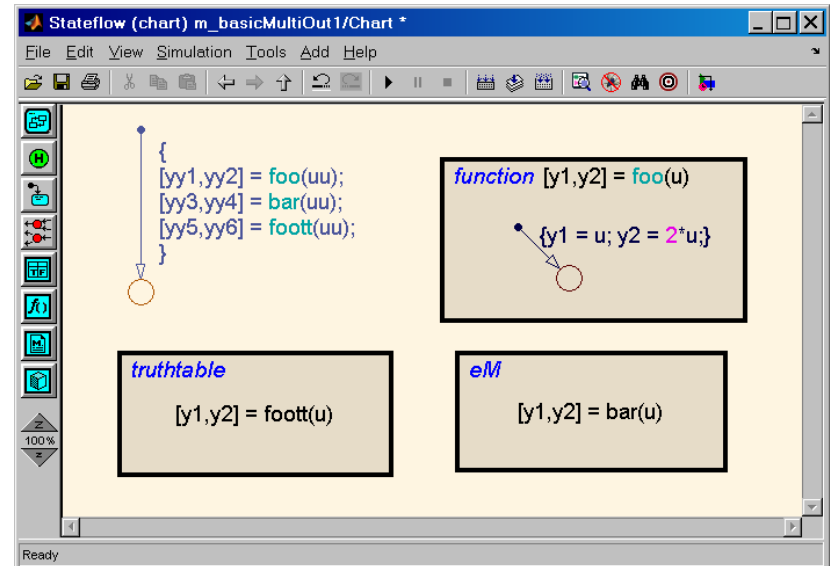 Stateflow (chart) m_basicMultiOut1/Chart *
File Edit View Simulation Tools Add Help
{
[yy1,yy2] = foo(uu);
[yy3,yy4] = bar(uu);
[yy5,yy6] = foott(uu);
}
function [y1,y2] = foo(u)
{y1 = u; y2 = 2*u;}
truthtable
[y1,y2] = foott(u)
eM
[y1,y2] = bar(u)
H
TF
f()
M
Z
100%
z
Ready